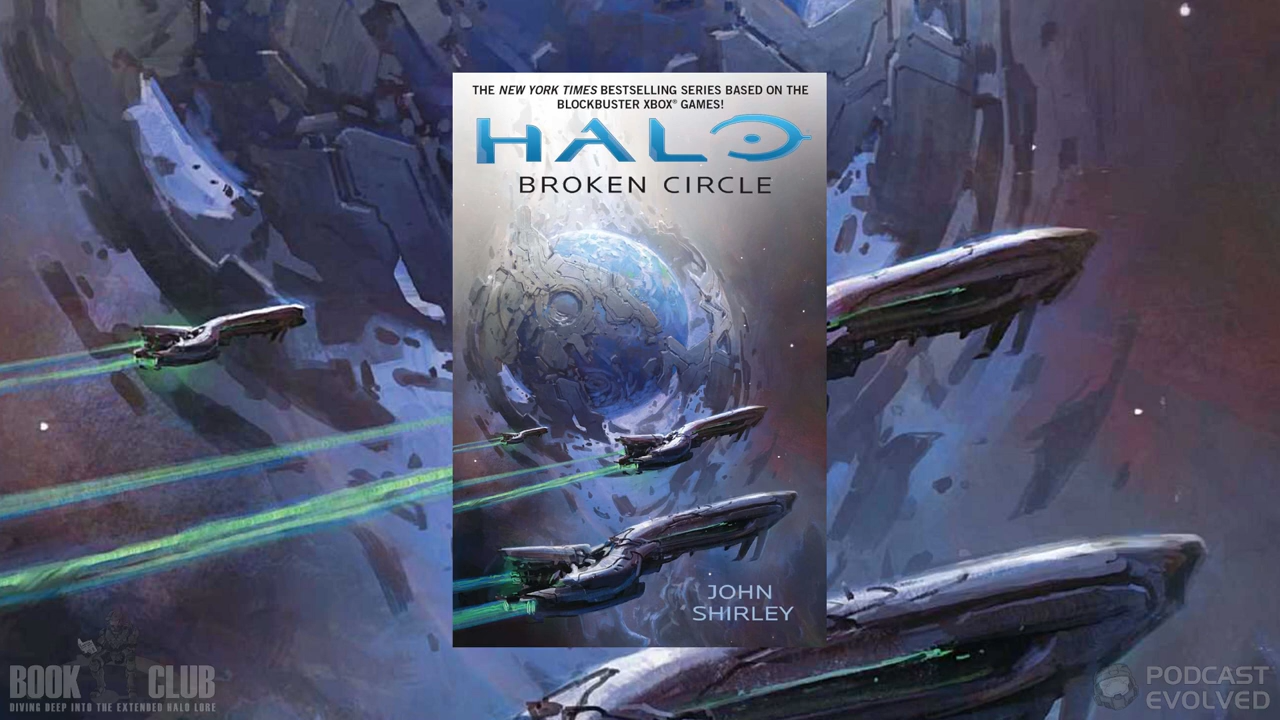 THE NEW YORK TIMES BESTSELLING SERIES BASED ON THE
BLOCKBUSTER XBOX® GAMES!
HALO
BROKEN CIRCLE
JOHN
SHIRLEY
BOOK CLUB
DIVING DEEP INTO THE EXTENDED HALO LORE
PODCAST
EVOLVED